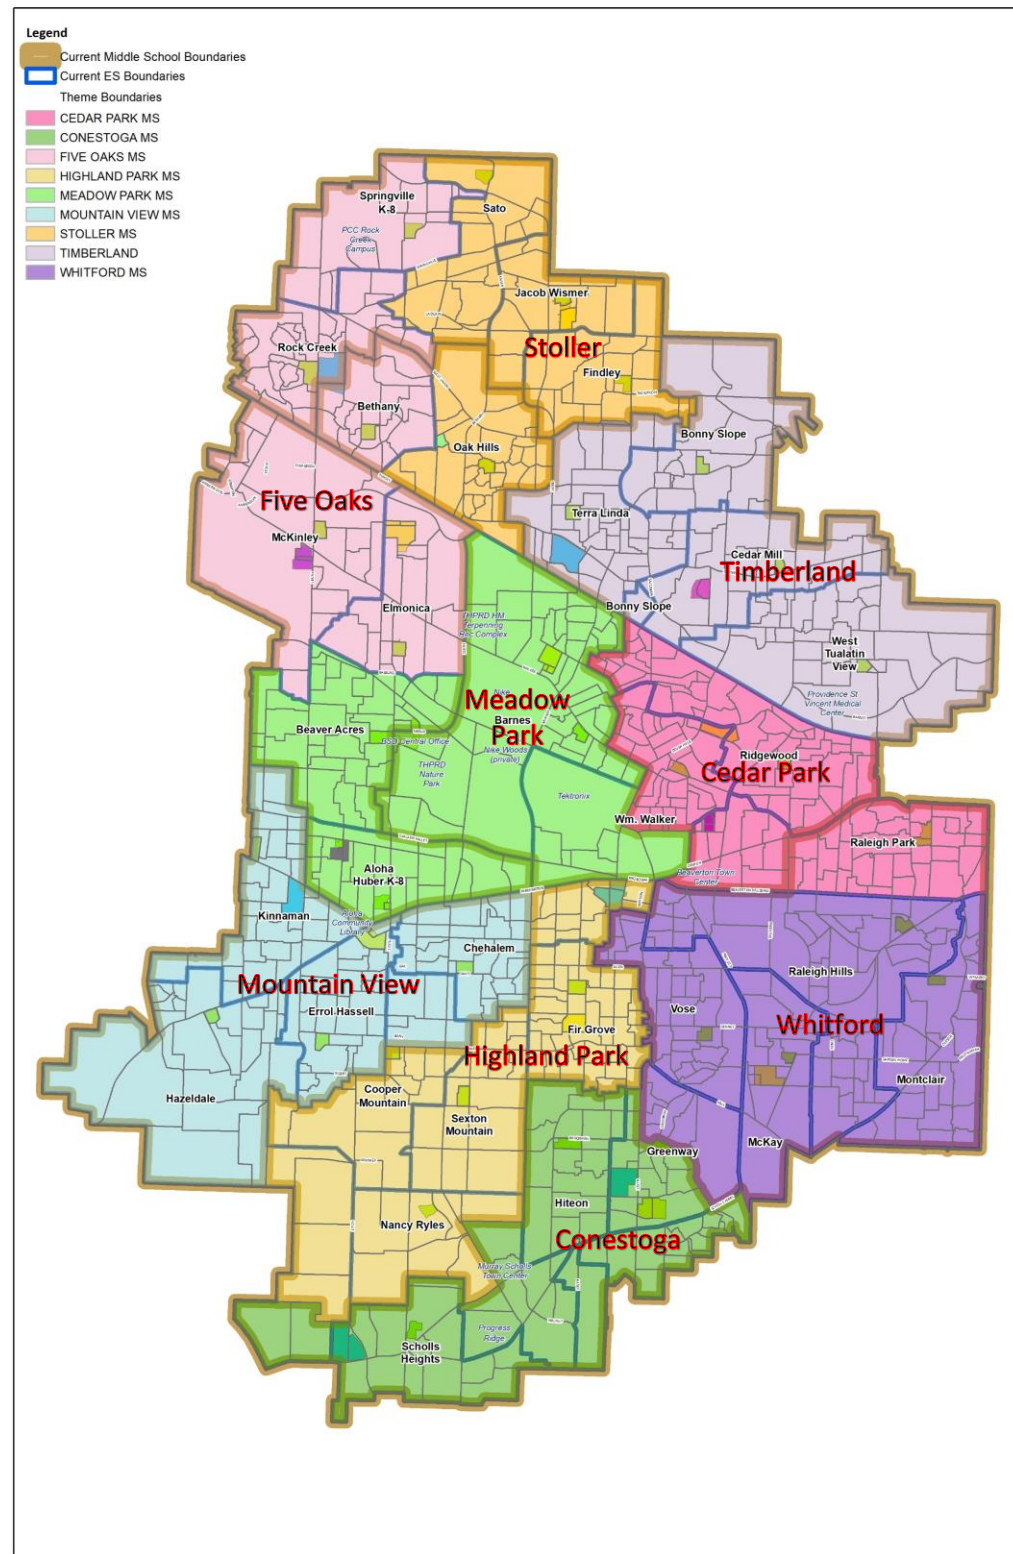 Legend
Current Middle School Boundaries
Current ES Boundaries
Theme Boundaries
CEDAR PARK MS
CONESTOGA MS
FIVE OAKS MS
HIGHLAND PARK MS
MEADOW PARK MS
MOUNTAIN VIEW MS
STOLLER MS
TIMBERLAND
WHITFORD MS
Springville
K-8
Sato
PCC Rock
Creek
Campus
Jacob Wismer
Stoller
Rock Creek
Findley
Bethany
Bonny Slope
Oak Hills
Five Oaks
Terra Linda
McKinley
Cedar Mill
Timberland
Elmonica
Bonny Slope
THPRD HM
Terpenning
Rec Complex
West
Tualatin
View
Providence St
Vincent Medical
Center
Nike
Meadow
Park
Barnes
Beaver Acres
BSD Central Office
Nike Woods
(private)
Ridgewood
Cedar Park
THPRD
Nature
Park
Tektronix
Wm. Walker
Raleigh Park
Aloha
Huber K-8
Beaverton Town
Center
Kinnaman
Aloha
Community
Library
Chehalem
Raleigh Hills
Mountain View
Errol Hassell
Vose
Whitford
Fir Grove
Highland Park
Montclair
Hazeldale
Cooper
Mountain
Sexton
Mountain
McKay
Greenway
Hiteon
Nancy Ryles
Conestoga
Murray Scholls
Town Center
Progress
Ridge
Scholls
Heights